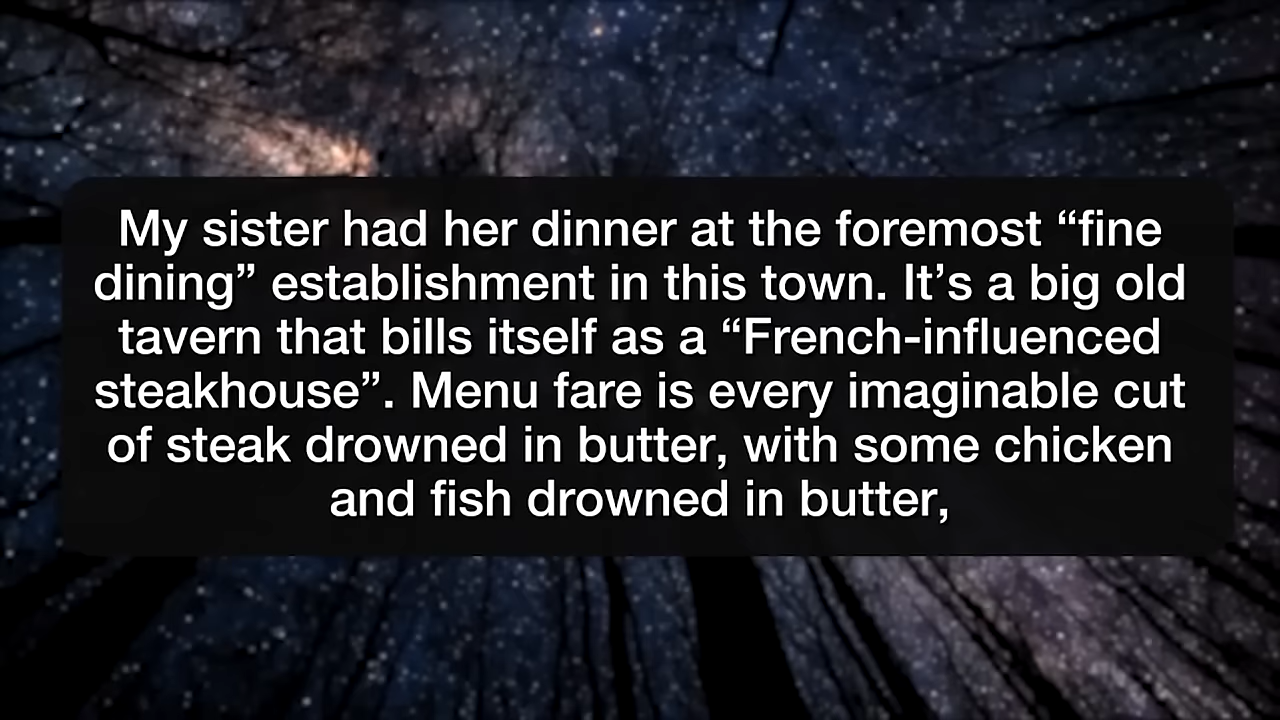 My sister had her dinner at the foremost “fine
dining” establishment in this town. It’s a big old
tavern that bills itself as a “French-influenced
steakhouse”. Menu fare is every imaginable cut
of steak drowned in butter, with some chicken
and fish drowned in butter,